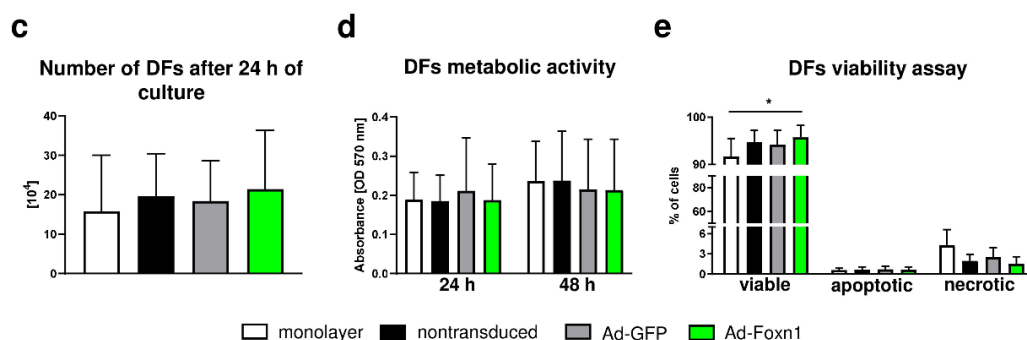 c
Number of DFs after 24 h of
culture
[10⁴]
40
30
20
10
0
d
DFs metabolic activity
Absorbance [OD 570 nm]
0.4
0.3
0.2
0.1
0.0
24 h
48 h
e
DFs viability assay
% of cells
100
90
80
60
6
3
0
*
viable
apoptotic
necrotic
monolayer
nontransduced
Ad-GFP
Ad-Foxn1